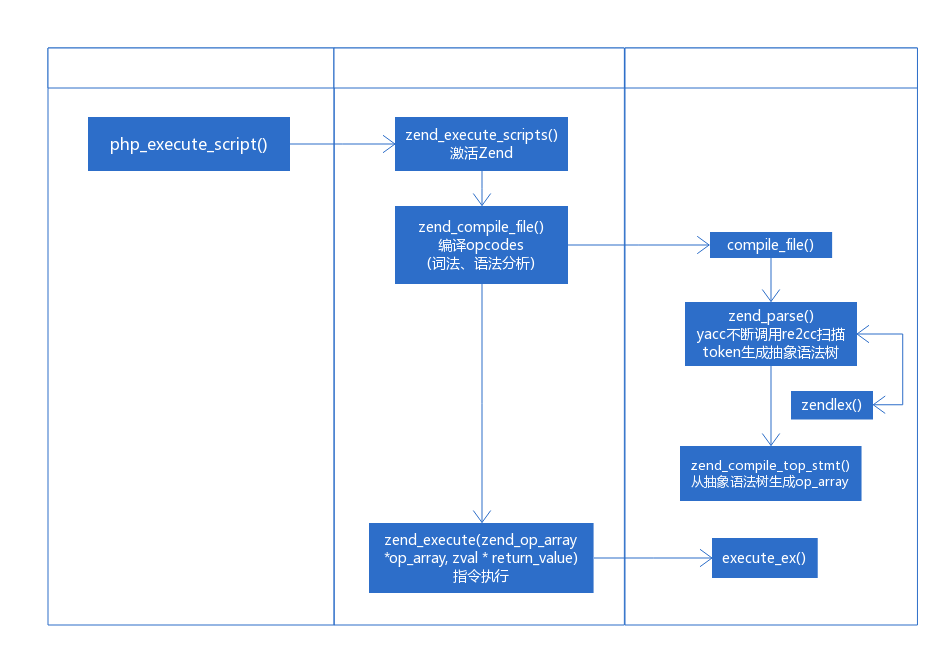 php_execute_script()
zend_execute_scripts()
激活Zend
zend_compile_file()
编译opcodes
(词法、语法分析)
compile_file()
zend_parse()
yacc不断调用re2cc扫描
token生成抽象语法树
zendlex()
zend_compile_top_stmt()
从抽象语法树生成op_array
zend_execute(zend_op_array
*op_array, zval * return_value)
指令执行
execute_ex()